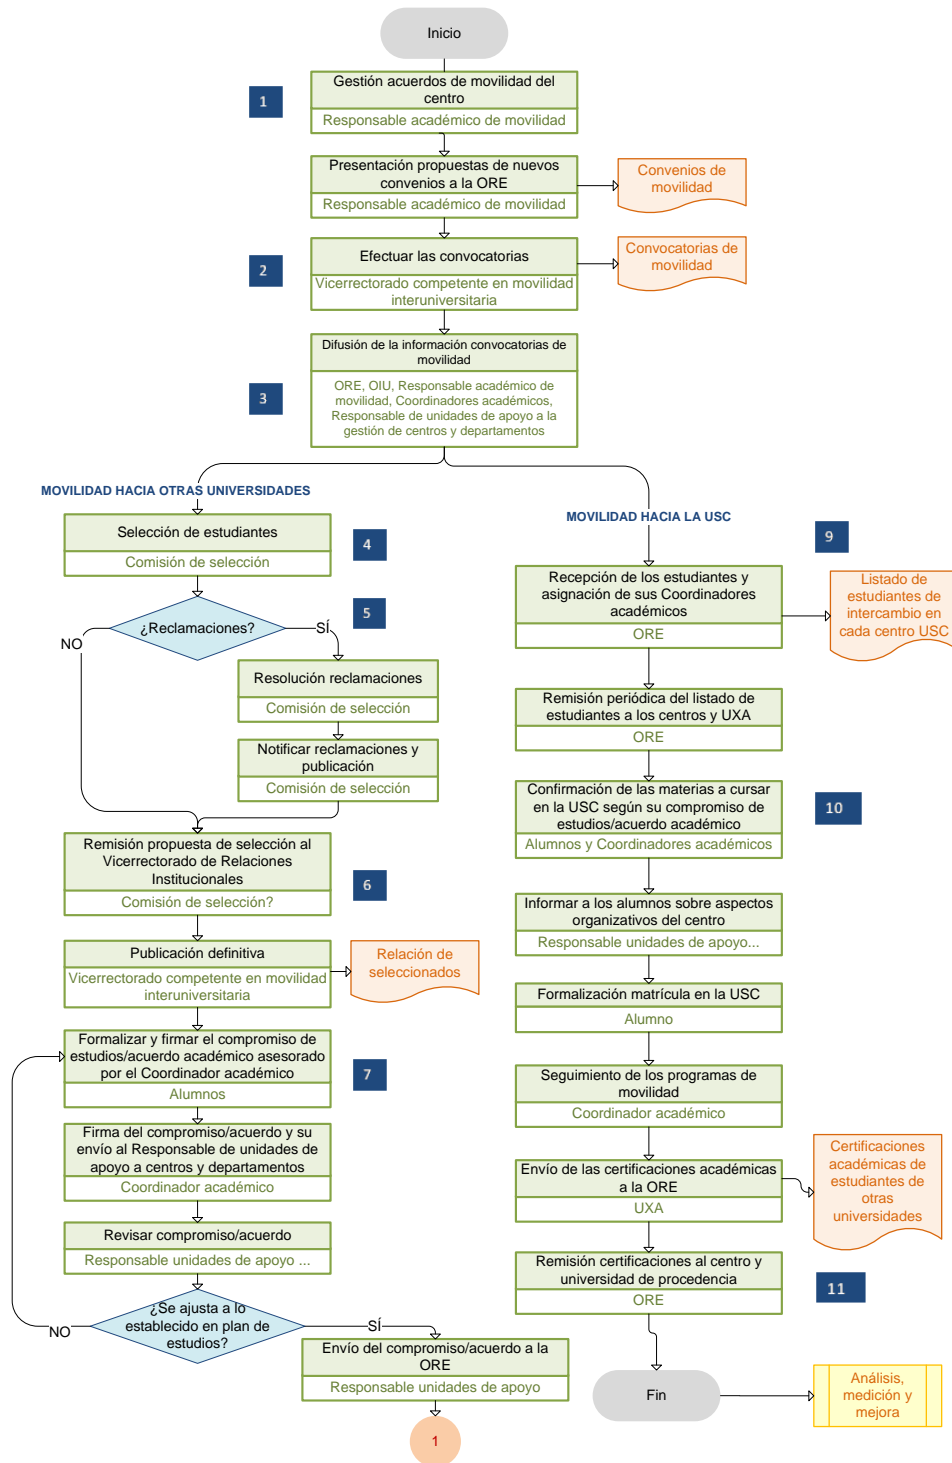 Inicio
1
Gestión acuerdos de movilidad del
centro
Responsable académico de movilidad
Presentación propuestas de nuevos
convenios a la ORE
Responsable académico de movilidad
Convenios de
movilidad
2
Efectuar las convocatorias
Vicerrectorado competente en movilidad
interuniversitaria
Convocatorias de
movilidad
3
Difusión de la información convocatorias de
movilidad
ORE, OIU, Responsable académico de
movilidad, Coordinadores académicos,
Responsable de unidades de apoyo a la
gestión de centros y departamentos
MOVILIDAD HACIA OTRAS UNIVERSIDADES
Selección de estudiantes
Comisión de selección
4
¿Reclamaciones?
5
NO
SÍ
Resolución reclamaciones
Comisión de selección
Notificar reclamaciones y
publicación
Comisión de selección
Remisión propuesta de selección al
Vicerrectorado de Relaciones
Institucionales
Comisión de selección?
6
Publicación definitiva
Vicerrectorado competente en movilidad
interuniversitaria
Relación de
seleccionados
Formalizar y firmar el compromiso de
estudios/acuerdo académico asesorado
por el Coordinador académico
Alumnos
7
Firma del compromiso/acuerdo y su
envío al Responsable de unidades de
apoyo a centros y departamentos
Coordinador académico
Revisar compromiso/acuerdo
Responsable unidades de apoyo ...
¿Se ajusta a lo
establecido en plan de
estudios?
NO
SÍ
Envío del compromiso/acuerdo a la
ORE
Responsable unidades de apoyo
1
MOVILIDAD HACIA LA USC
9
Recepción de los estudiantes y
asignación de sus Coordinadores
académicos
ORE
Listado de
estudiantes de
intercambio en
cada centro USC
Remisión periódica del listado de
estudiantes a los centros y UXA
ORE
Confirmación de las materias a cursar
en la USC según su compromiso de
estudios/acuerdo académico
Alumnos y Coordinadores académicos
10
Informar a los alumnos sobre aspectos
organizativos del centro
Responsable unidades de apoyo...
Formalización matrícula en la USC
Alumno
Seguimiento de los programas de
movilidad
Coordinador académico
Envío de las certificaciones académicas
a la ORE
UXA
Certificaciones
académicas de
estudiantes de
otras
universidades
Remisión certificaciones al centro y
universidad de procedencia
ORE
11
Fin
Análisis,
medición y
mejora